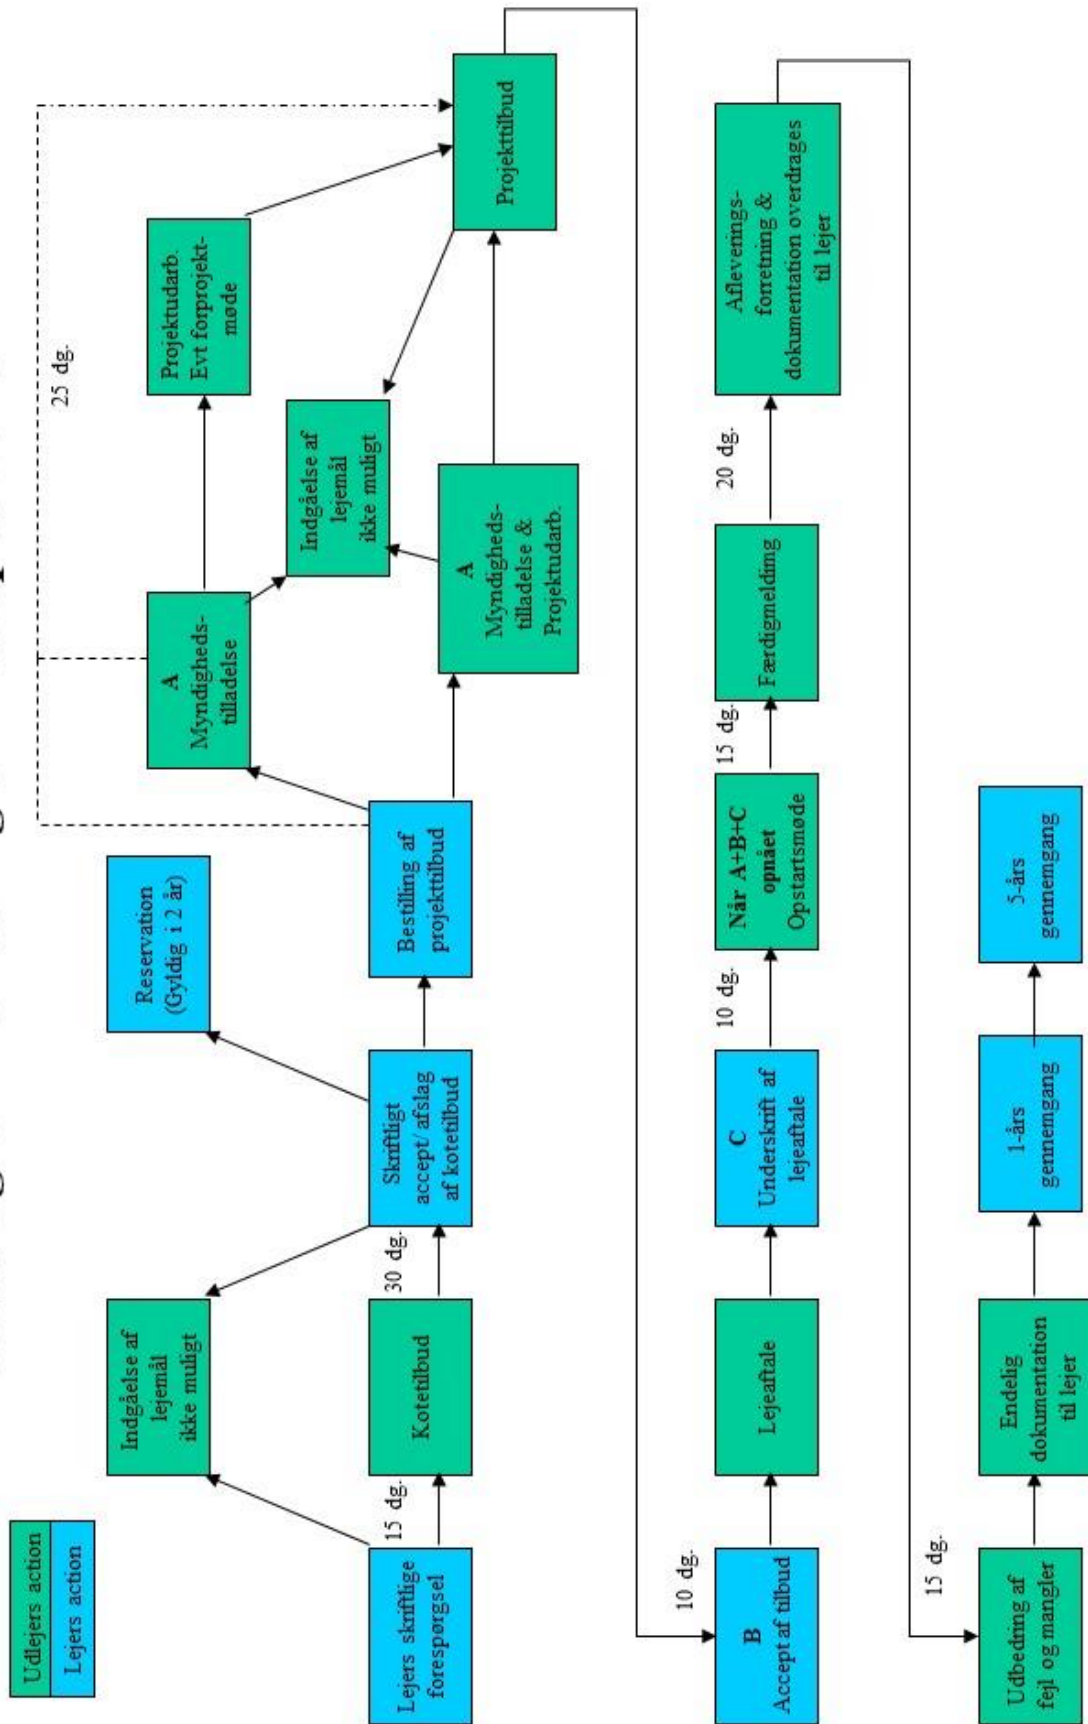 Udlejers action
Lejers action
25 dg.
Indgåelse af
lejemål
ikke muligt
Reservation
(Gyldig i 2 år)
A
Myndigheds-
tilladelse
Projektudarb.
Evt forprojekt-
møde
Indgåelse af
lejemål
ikke muligt
Lejers skriftlige
forespørgsel
15 dg.
Kotetilbud
30 dg.
Skriftligt
accept/afslag
af kotetilbud
Bestilling af
projekttilbud
A
Myndigheds-
tilladelse &
Projektudarb.
Projekttilbud
10 dg.
B
Accept af tilbud
Lejeaftale
C
Underskrift af
lejeaftale
10 dg.
Når A+B+C
opnået
Opstartsmøde
15 dg.
Færdigmelding
20 dg.
Afleverings-
forretning &
dokumentation overdrages
til lejer
15 dg.
Udbedring af
fejl og mangler
Endelig
dokumentation
til lejer
1-års
gennemgang
5-års
gennemgang